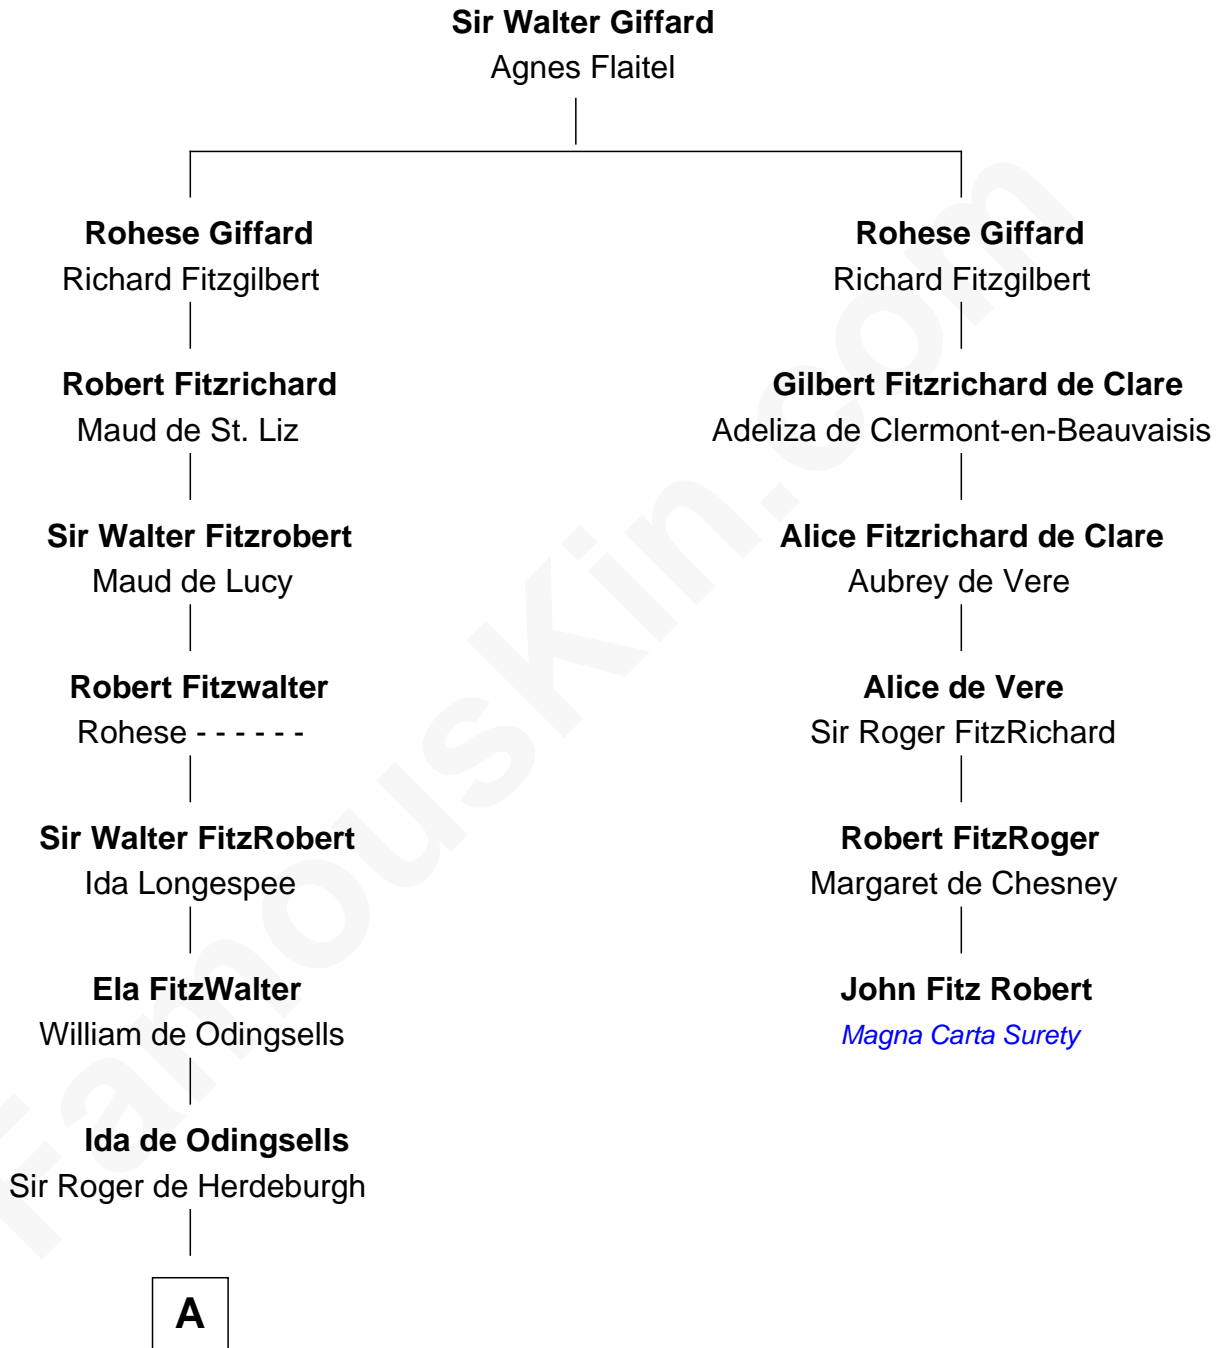 Sir Walter Giffard
Agnes Flaitel
Rohese Giffard
Richard Fitzgilbert
Robert Fitzrichard
Maud de St. Liz
Sir Walter Fitzrobert
Maud de Lucy
Robert Fitzwalter
Rohese - - - - - -
Sir Walter FitzRobert
Ida Longespee
Ela FitzWalter
William de Odingsells
Ida de Odingsells
Sir Roger de Herdeburgh
A
Rohese Giffard
Richard Fitzgilbert
Gilbert Fitzrichard de Clare
Adeliza de Clermont-en-Beauvaisis
Alice Fitzrichard de Clare
Aubrey de Vere
Alice de Vere
Sir Roger FitzRichard
Robert FitzRoger
Margaret de Chesney
John Fitz Robert
Magna Carta Surety
FamousKin.com